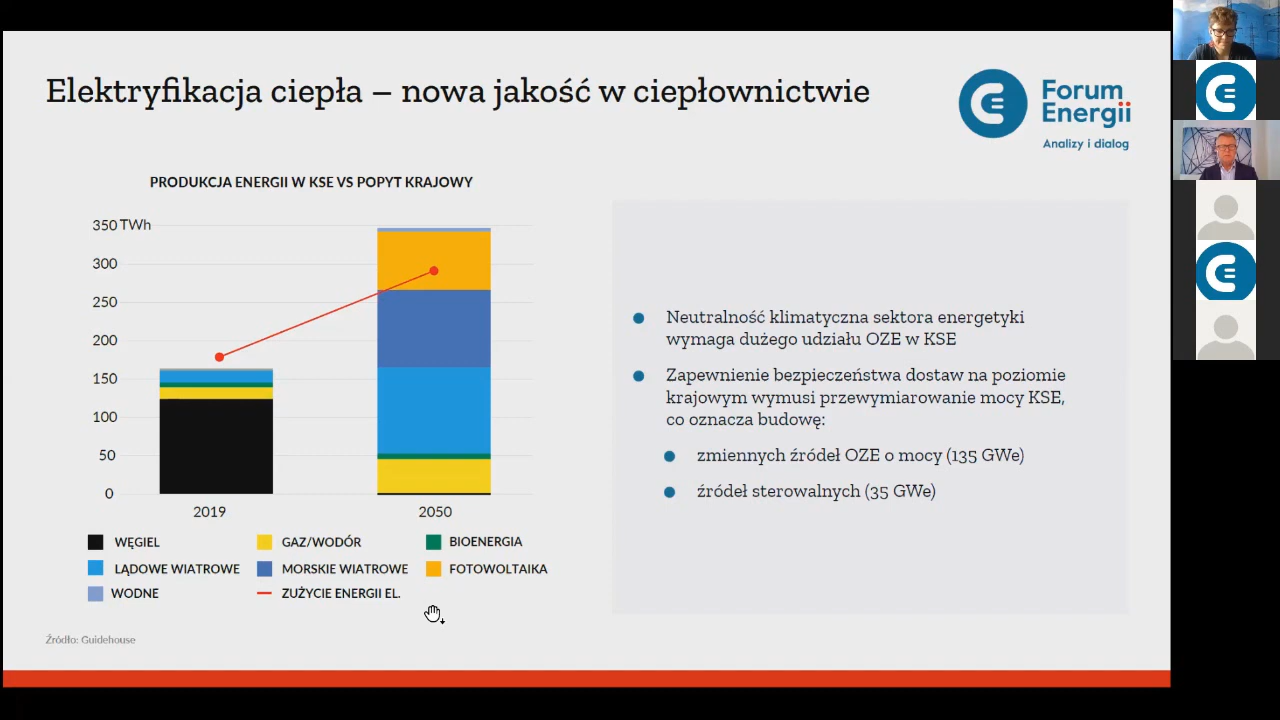 Elektryfikacja ciepła – nowa jakość w ciepłownictwie
Forum
Energii
Analizy i dialog
PRODUKCJA ENERGII W KSE VS POPYT KRAJOWY
350 TWh
300
250
200
150
100
50
0
2019 2050
WĘGIEL GAZ/WODÓR BIOENERGIA
LĄDOWE WIATROWE MORSKIE WIATROWE FOTOWOLTAIKA
WODNE ZUŻYCIE ENERGII EL.
Źródło: Guidehouse
Neutralność klimatyczna sektora energetyki
wymaga dużego udziału OZE w KSE
Zapewnienie bezpieczeństwa dostaw na poziomie
krajowym wymusi przewymiarowanie mocy KSE,
co oznacza budowę:
zmiennych źródeł OZE o mocy (135 GWe)
źródeł sterowalnych (35 GWe)